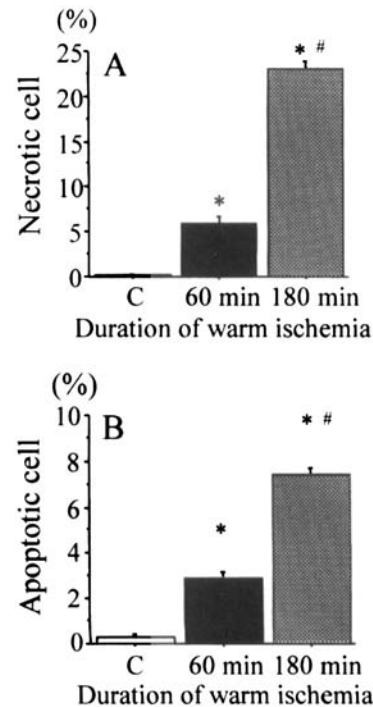 (%)
A
Necrotic cell
25
20
15
10
5
0
* #
*
C 60 min 180 min
Duration of warm ischemia
(%)
B
Apoptotic cell
10
8
6
4
2
0
* #
*
C 60 min 180 min
Duration of warm ischemia